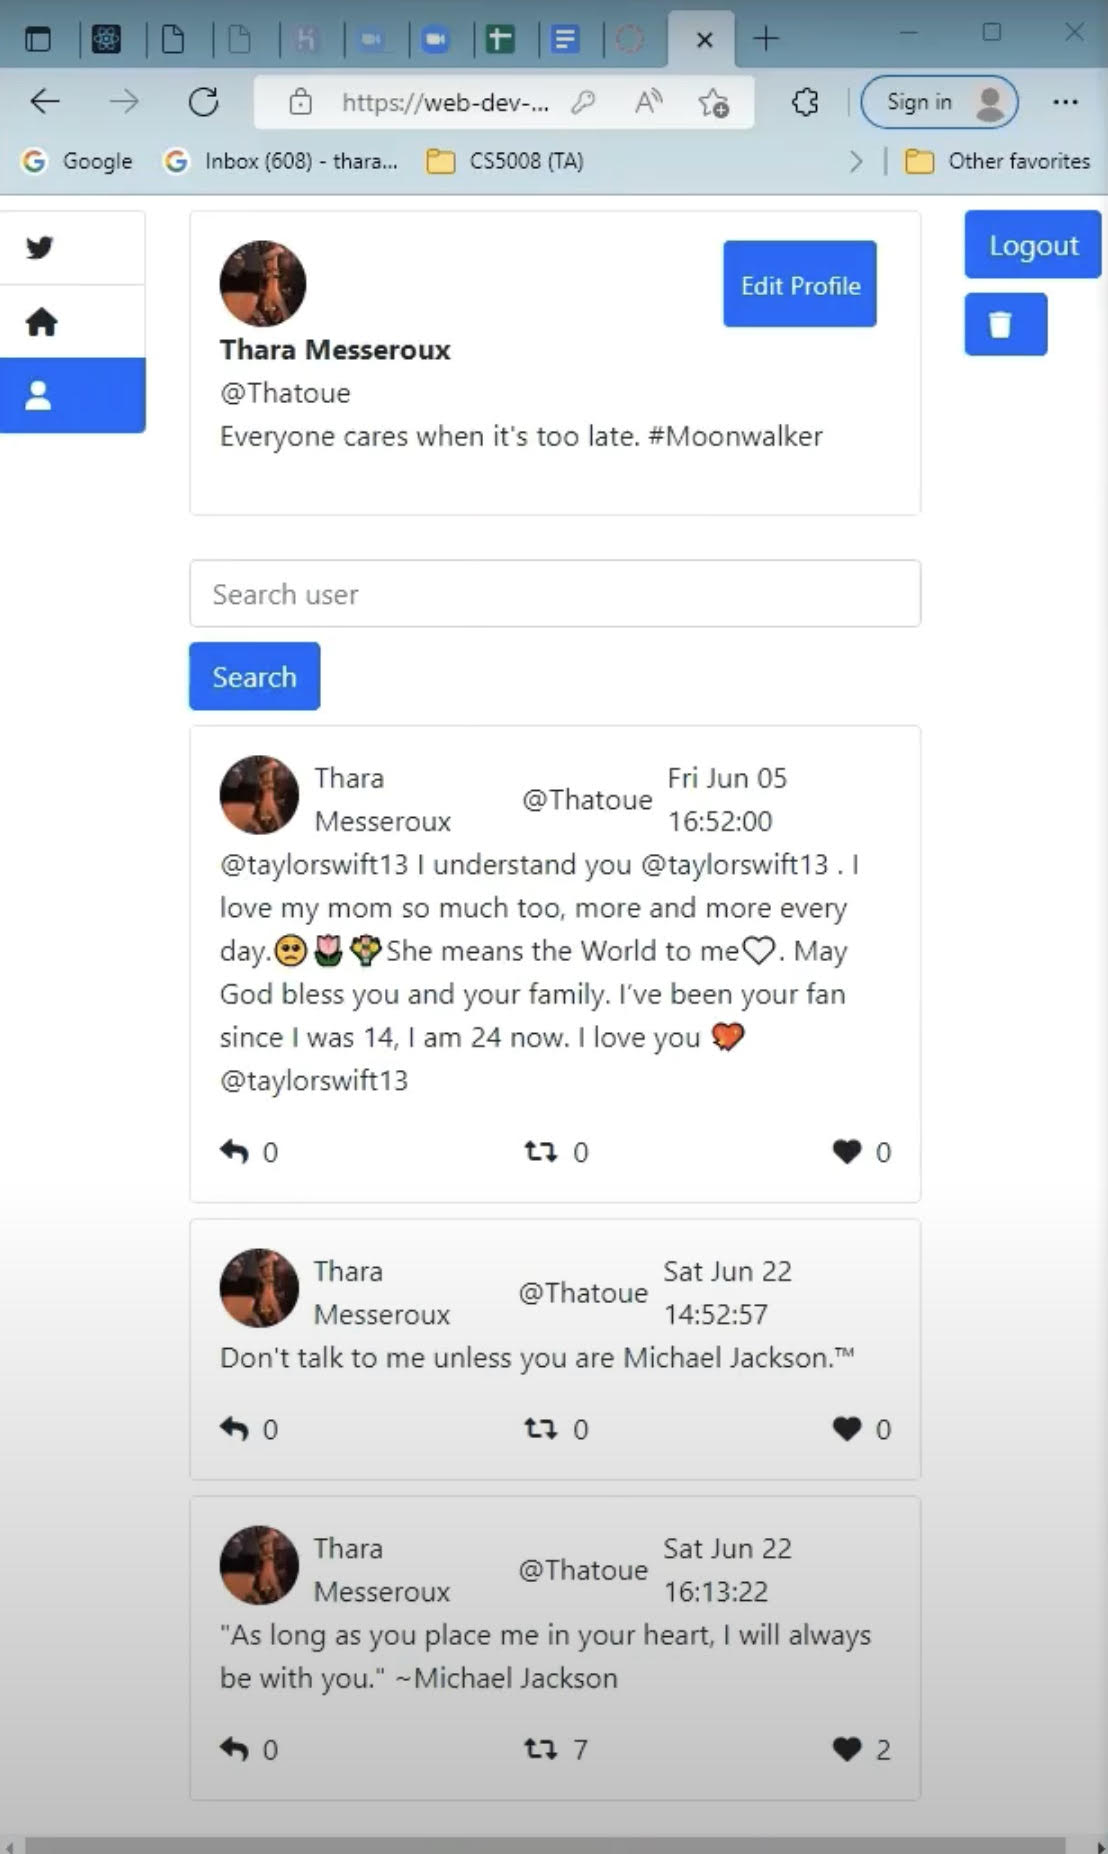 https://web-dev-...
Sign in
Google
Inbox (608) - thara...
CS5008 (TA)
Other favorites
Logout
Edit Profile
Thara Messeroux
@Thatoue
Everyone cares when it's too late. #Moonwalker
Search user
Search
Thara
Messeroux
@Thatoue
Fri Jun 05
16:52:00
@taylorswift13 I understand you @taylorswift13 . I
love my mom so much too, more and more every
day.🥺🌷💐She means the World to me🤍. May
God bless you and your family. I’ve been your fan
since I was 14, I am 24 now. I love you 💖
@taylorswift13
0
0
0
Thara
Messeroux
@Thatoue
Sat Jun 22
14:52:57
Don't talk to me unless you are Michael Jackson.™
0
0
0
Thara
Messeroux
@Thatoue
Sat Jun 22
16:13:22
"As long as you place me in your heart, I will always
be with you." ~Michael Jackson
0
7
2